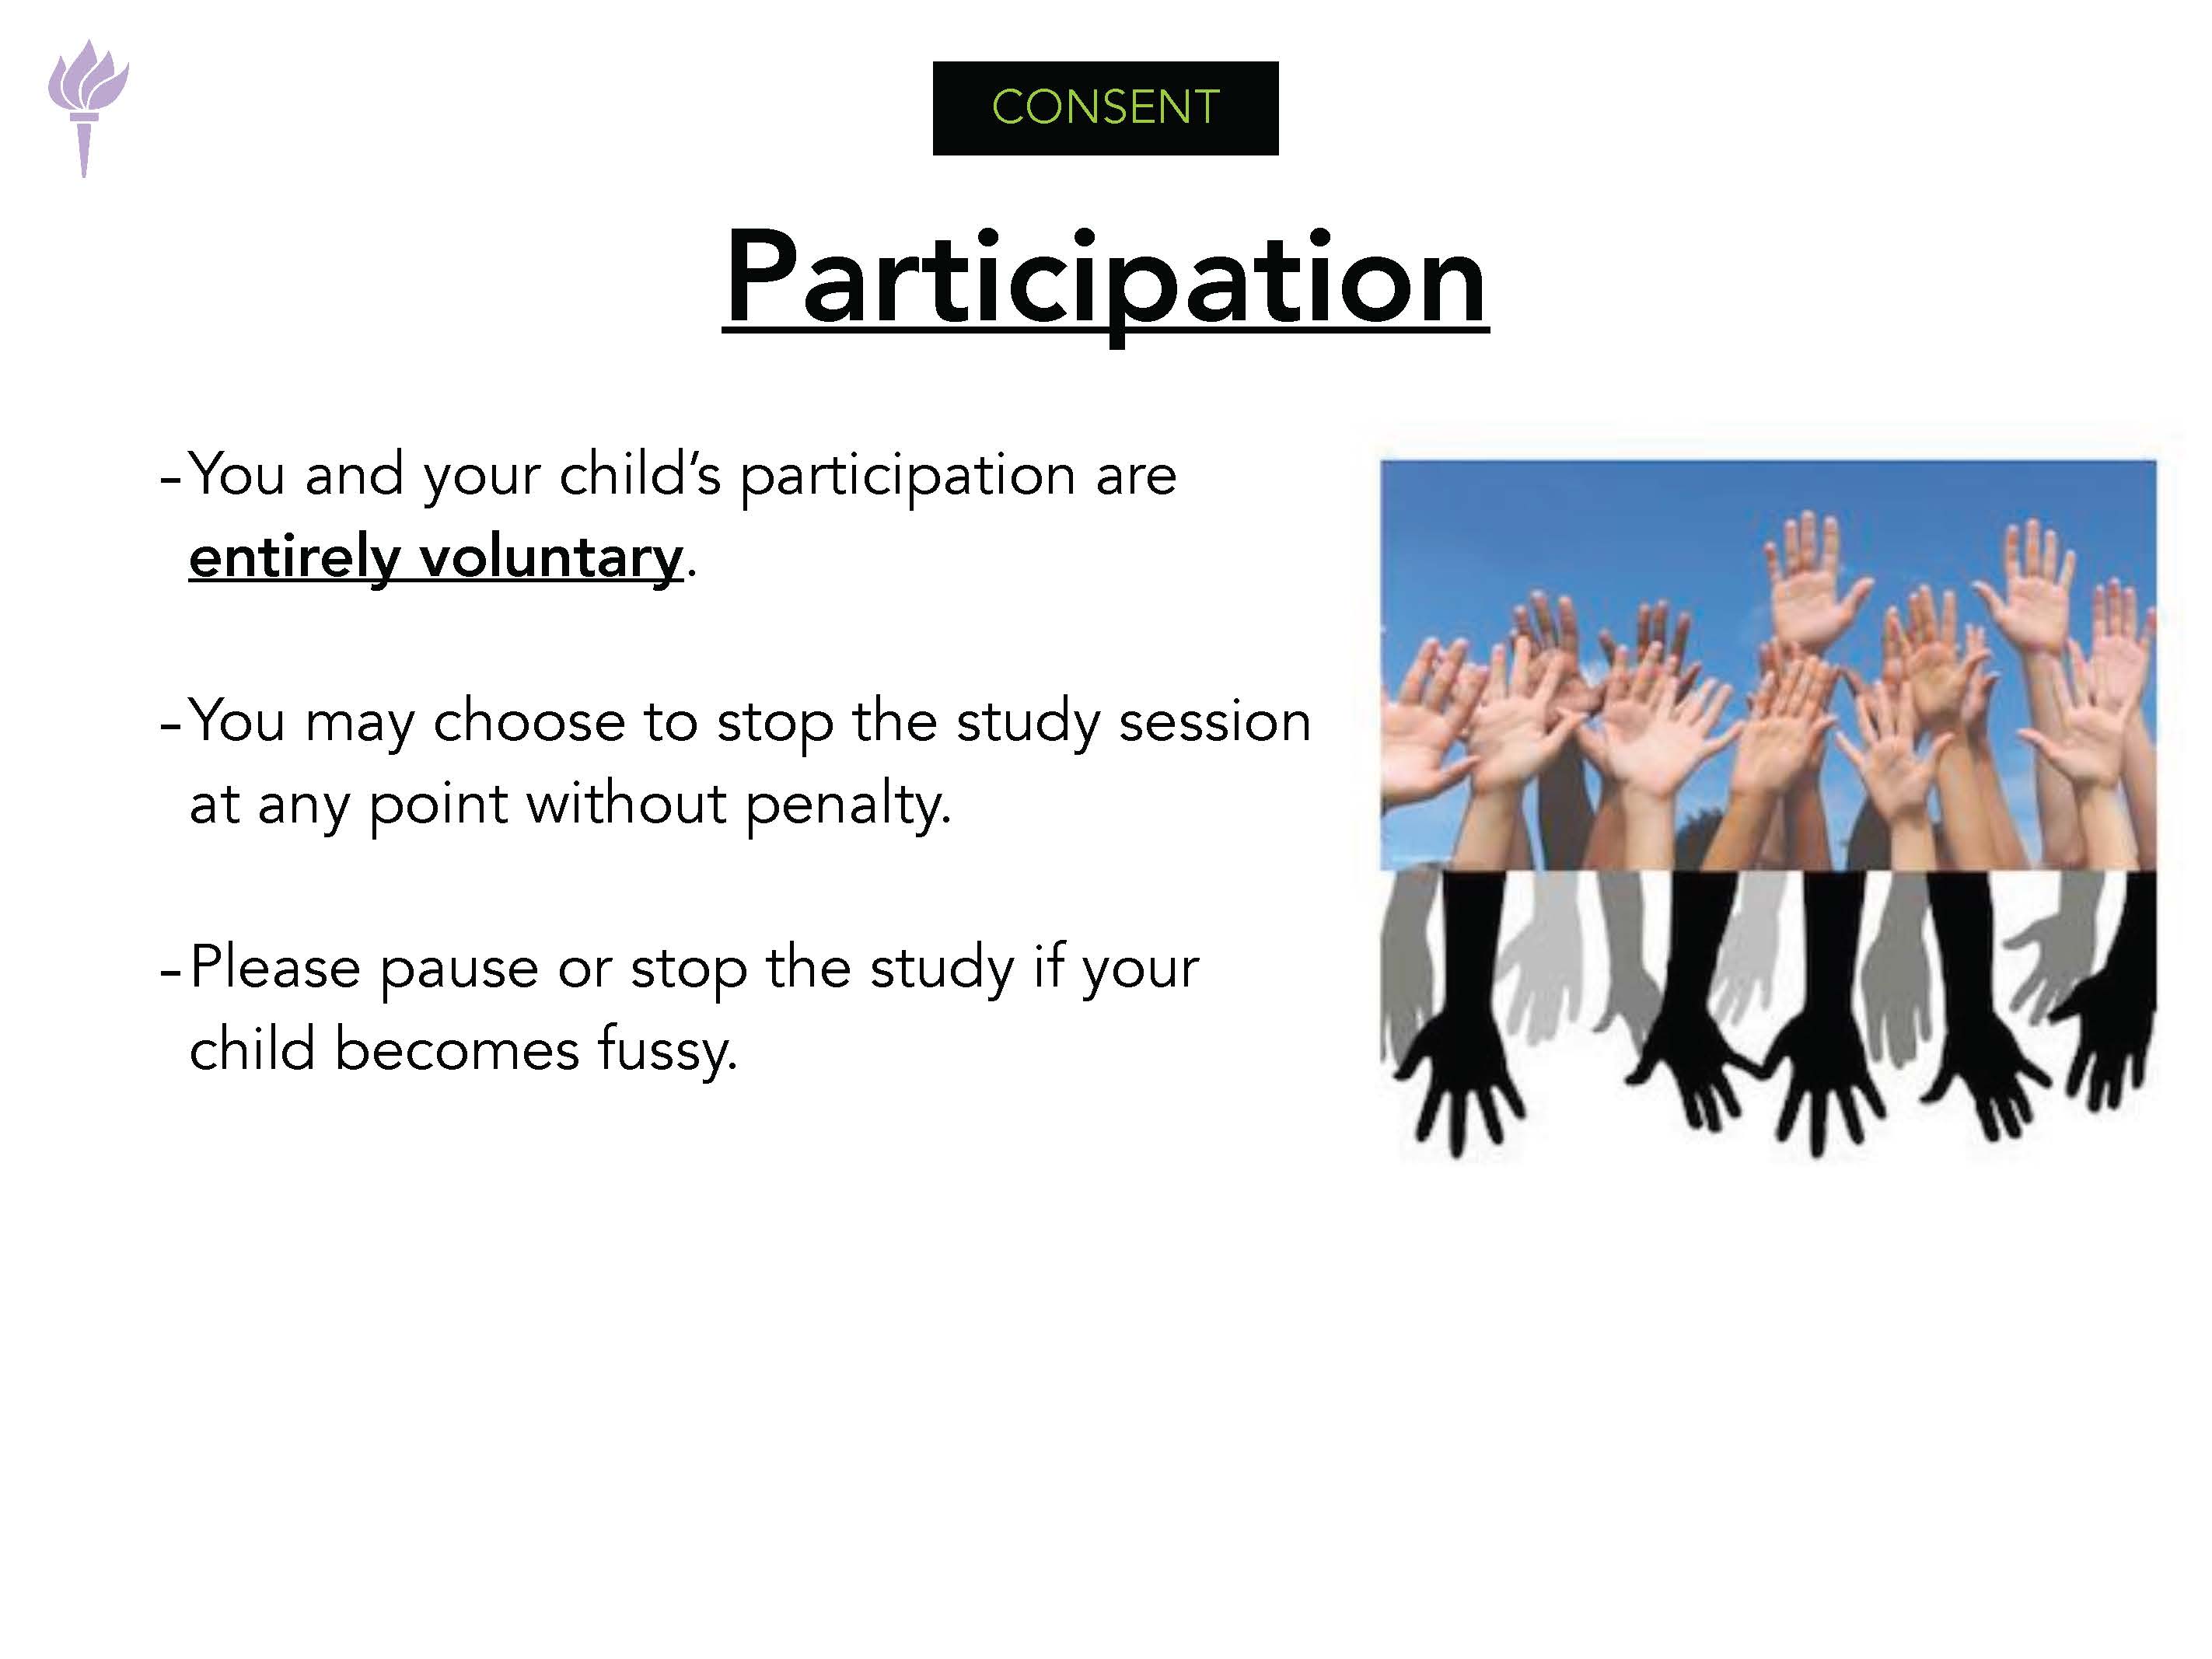 CONSENT
Participation
-You and your child’s participation are
entirely voluntary.
-You may choose to stop the study session
at any point without penalty.
-Please pause or stop the study if your
child becomes fussy.